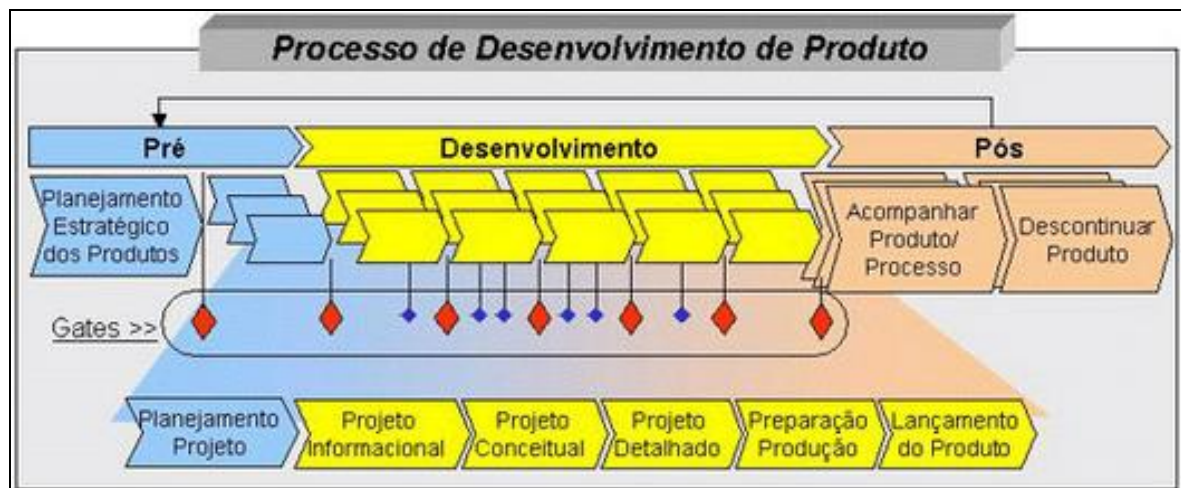 Processo de Desenvolvimento de Produto
Pré
Desenvolvimento
Pós
Planejamento
Estratégico
dos Produtos
Acompanhar
Produto/
Processo
Descontinuar
Produto
Gates >>
Planejamento
Projeto
Projeto
Informacional
Projeto
Conceitual
Projeto
Detalhado
Preparação
Produção
Lançamento
do Produto